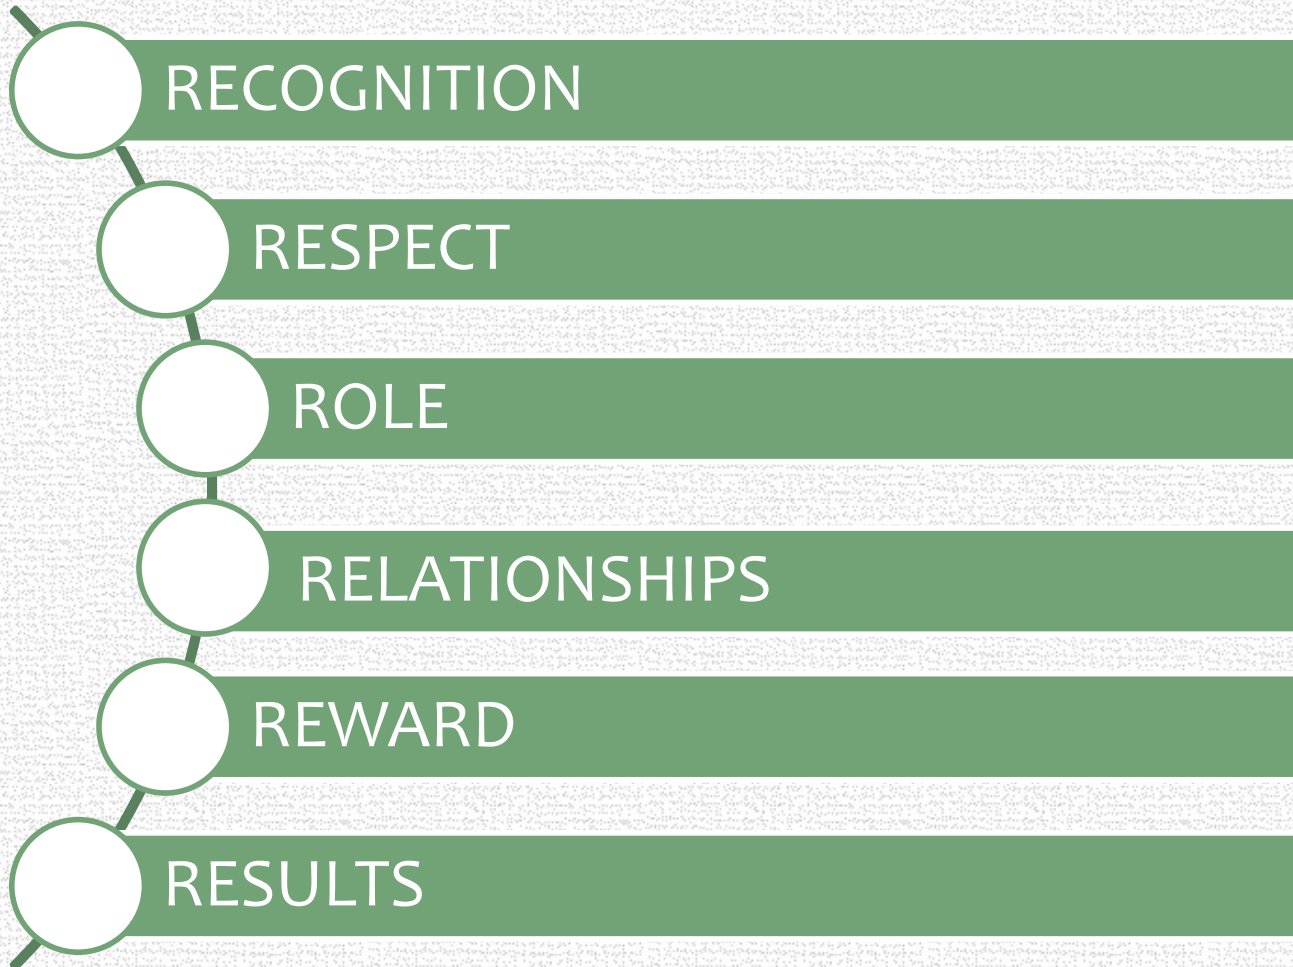 RECOGNITION
RESPECT
ROLE
RELATIONSHIPS
REWARD
RESULTS